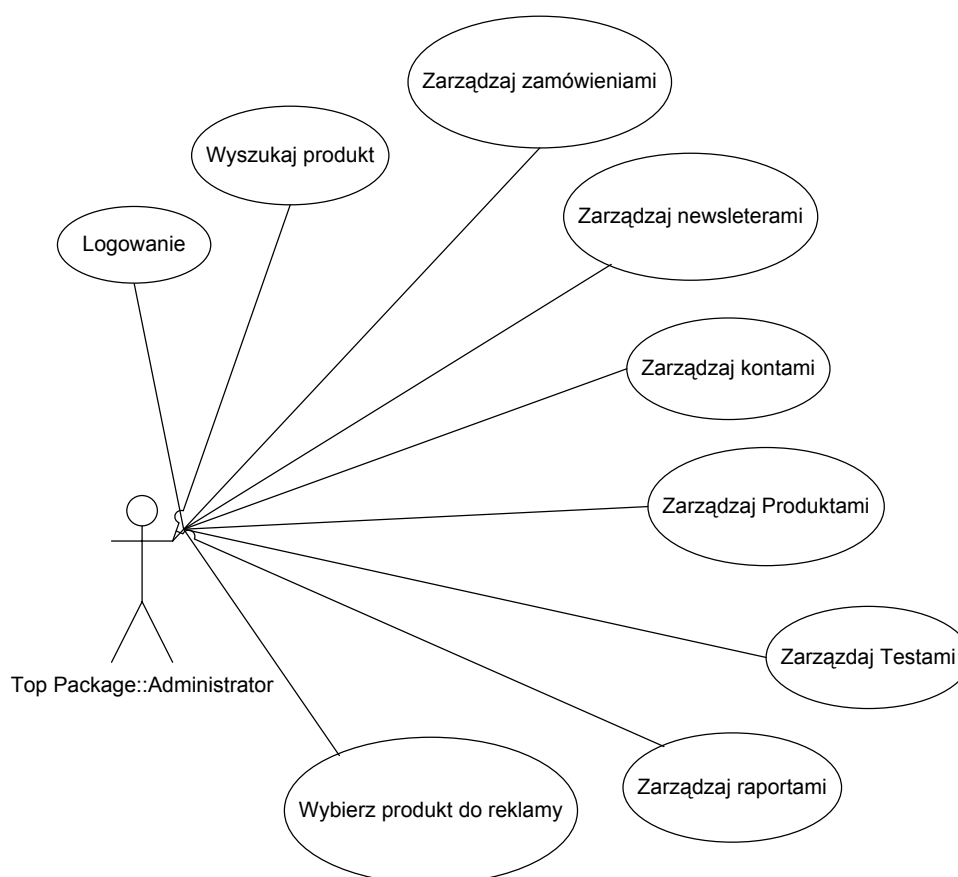 Zarządzaj zamówieniami
Wyszukaj produkt
Zarządzaj newsleterami
Logowanie
Zarządzaj kontami
Zarządzaj Produktami
Zarzązdaj Testami
Top Package::Administrator
Zarządzaj raportami
Wybierz produkt do reklamy